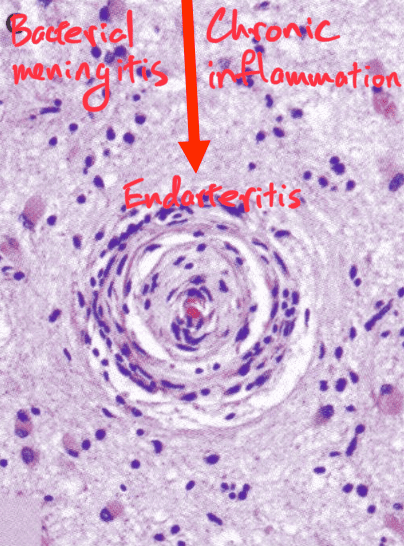 Bacterial
meningitis
Chronic
inflammation
Endarteritis